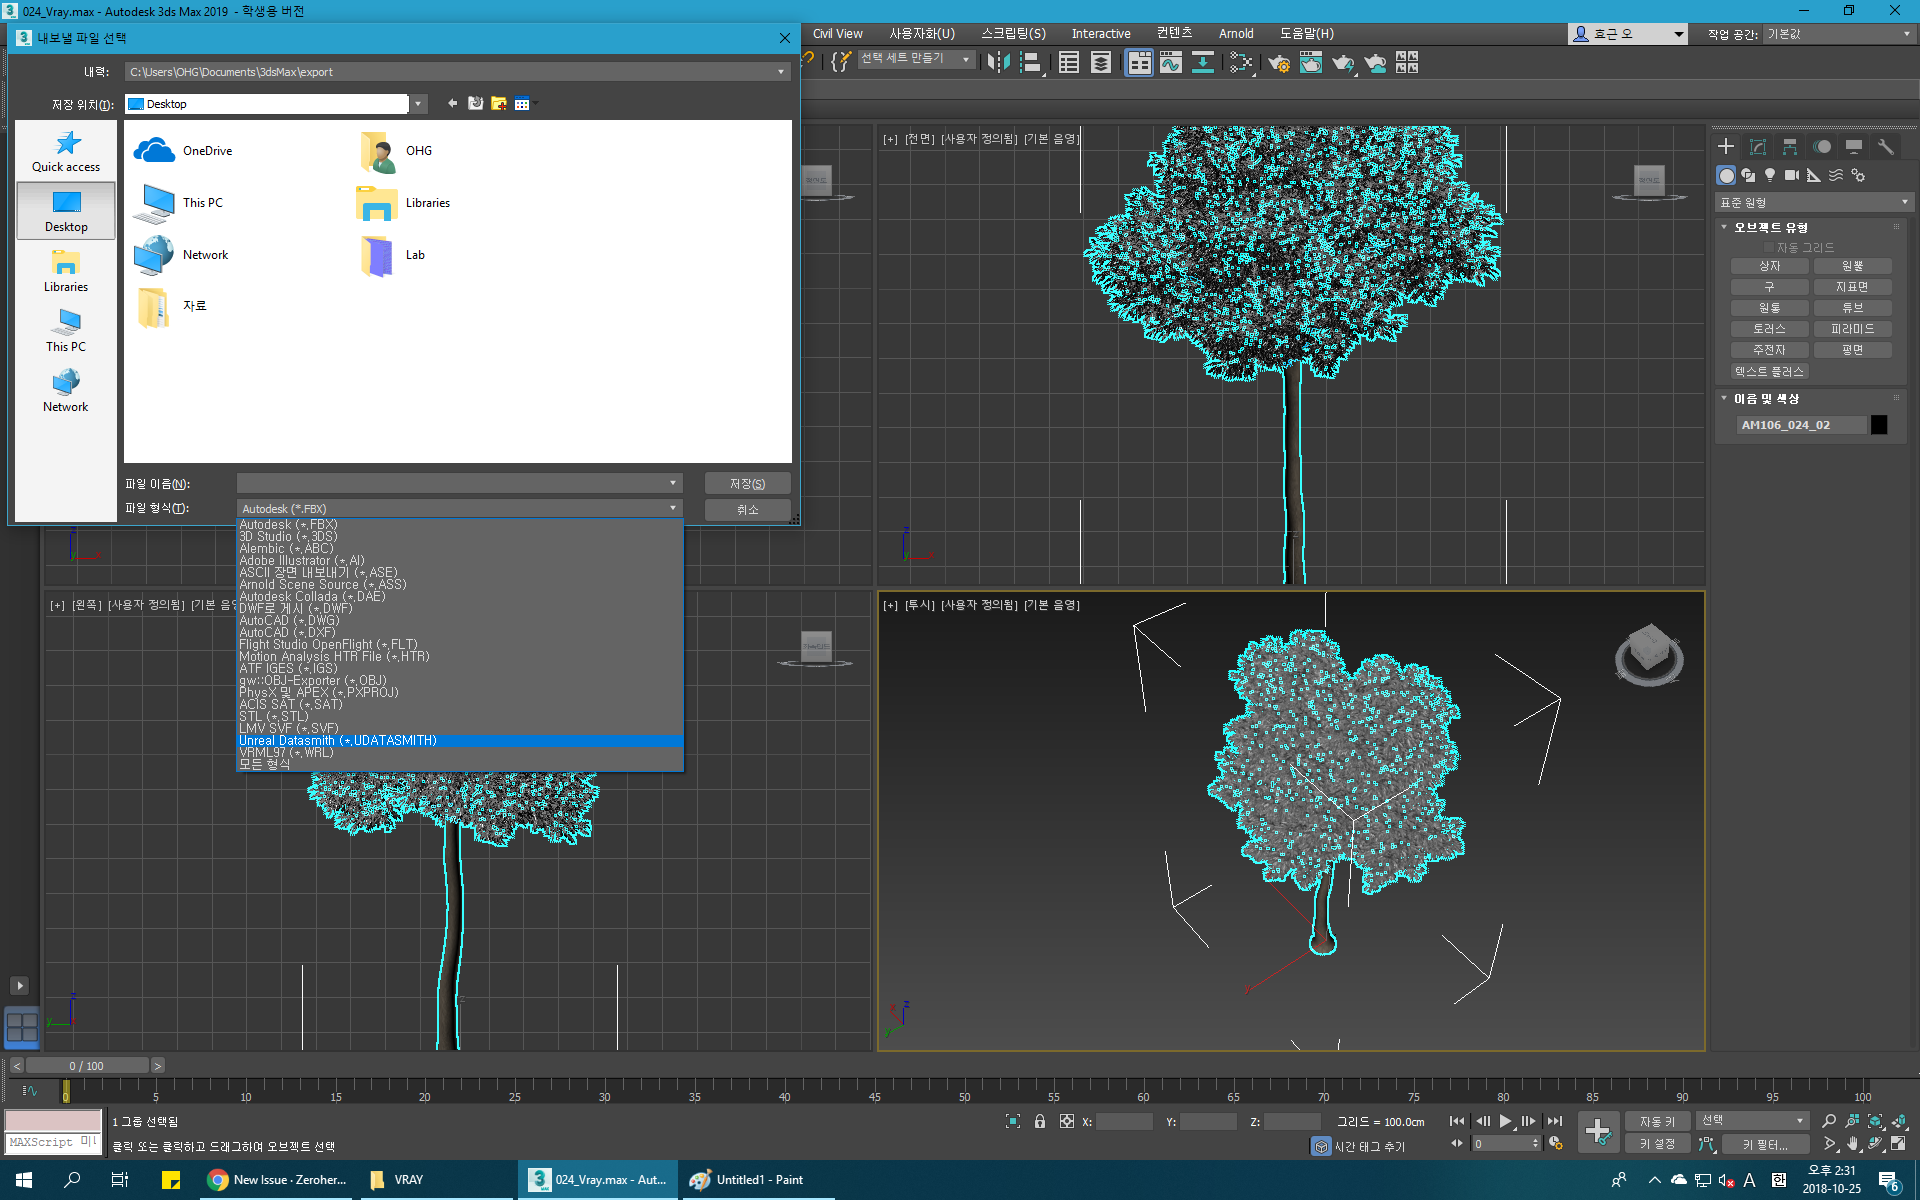 024_Vray.max - Autodesk 3ds Max 2019 - 학생용 버전
내보낼 파일 선택
내력:
C:\Users\OHG\Documents\3dsMax\export
저장 위치(I):
Desktop
Quick access
Desktop
Libraries
This PC
Network
OneDrive
OHG
This PC
Libraries
Network
Lab
자료
파일 이름(N):
저장(S)
파일 형식(T):
Autodesk (*.FBX)
취소
Autodesk (*.FBX)
3D Studio (*.3DS)
Alembic (*.ABC)
Adobe Illustrator (*.AI)
ASCII 장면 내보내기 (*.ASE)
Arnold Scene Source (*.ASS)
Autodesk Collada (*.DAE)
DWF로 게시 (*.DWF)
AutoCAD (*.DWG)
AutoCAD (*.DXF)
Flight Studio OpenFlight (*.FLT)
Motion Analysis HTR File (*.HTR)
ATF IGES (*.IGS)
gw::OBJ-Exporter (*.OBJ)
PhysX 및 APEX (*.PXPROJ)
ACIS SAT (*.SAT)
STL (*.STL)
LMV SVF (*.SVF)
Unreal Datasmith (*.UDATASMITH)
VRML97 (*.WRL)
모든 형식
Civil View
사용자화(U)
스크립팅(S)
Interactive
컨텐츠
Arnold
도움말(H)
효근 오
작업 공간:
기본값
선택 세트 만들기
[+] [전면] [사용자 정의됨] [기본 음영]
[+] [왼쪽] [사용자 정의됨] [기본 음영
[+] [투시] [사용자 정의됨] [기본 음영]
표준 원형
오브젝트 유형
자동 그리드
상자
원뿔
구
지표면
원통
튜브
토러스
피라미드
주전자
평면
텍스트 플러스
이름 및 색상
AM106_024_02
0 / 100
0 5 10 15 20 25 30 35 40 45 50 55 60 65 70 75 80 85 90 95 100
1 그룹 선택됨
MAXScript 미니
클릭 또는 클릭하고 드래그하여 오브젝트 선택
X:
Y:
Z:
그리드 = 100.0cm
시간 태그 추가
0
자동 키
선택
키 설정
키 필터...
New Issue · Zeroher...
VRAY
024_Vray.max - Aut...
Untitled1 - Paint
A
오후 2:31
2018-10-25
6